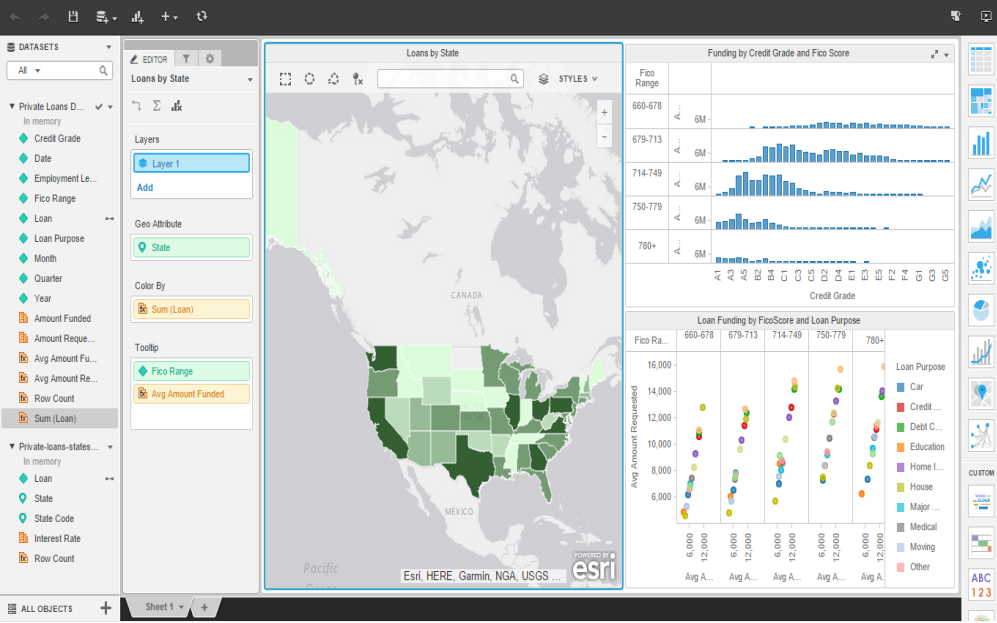 DATASETS
All
Private Loans D...
In memory
Credit Grade
Date
Employment Le...
Fico Range
Loan
Loan Purpose
Month
Quarter
Year
Amount Funded
Amount Reque...
Avg Amount Fu...
Avg Amount Re...
Row Count
Sum (Loan)
Private-loans-states...
In memory
Loan
State
State Code
Interest Rate
Row Count
ALL OBJECTS
EDITOR
Loans by State
Layers
Layer 1
Add
Geo Attribute
State
Color By
Sum (Loan)
Tooltip
Fico Range
Avg Amount Funded
Loans by State
STYLES
+
-
CANADA
MÉXICO
Pacific
Esri, HERE, Garmin, NGA, USGS ...
POWERED BY
esri
Sheet 1
+
Funding by Credit Grade and Fico Score
Fico
Range
660-678 A... 6M
679-713 A... 6M
714-749 A... 6M
750-779 A... 6M
780+ A... 6M
A1 A3 A5 B2 B4 C1 C3 C5 D2 D4 E1 E3 E5 F2 F4 G1 G3 G5
Credit Grade
Loan Funding by FicoScore and Loan Purpose
Fico Ra... 660-678 679-713 714-749 750-779 780+
Avg Amount Requested
16,000
14,000
12,000
10,000
8,000
6,000
6,000 12,000 6,000 12,000 6,000 12,000 6,000 12,000 6,000 12,000
Avg A... Avg A... Avg A... Avg A... Avg A...
Loan Purpose
Car
Credit ...
Debt C...
Education
Home I...
House
Major ...
Medical
Moving
Other
CUSTOM
ABC
123